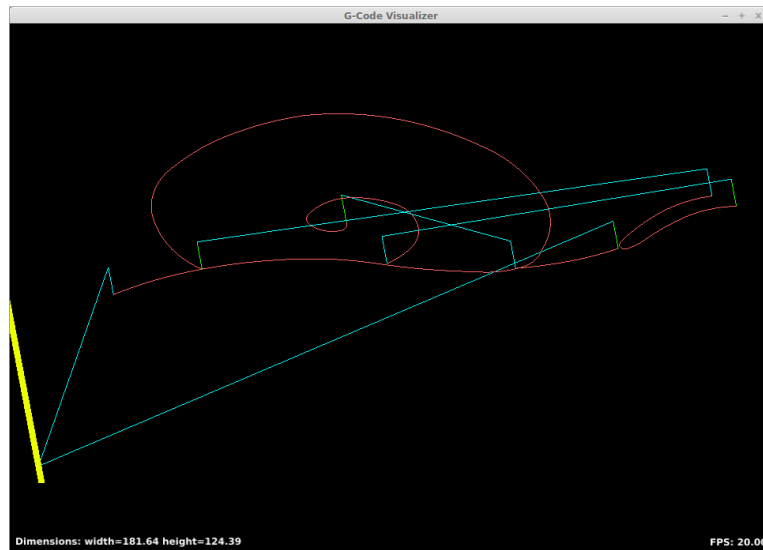 G-Code Visualizer
Dimensions: width=181.64 height=124.39
FPS: 20.00